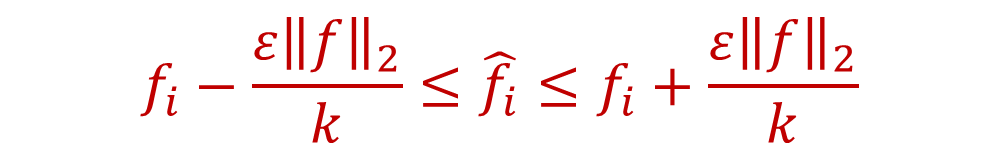 f_i − ε‖f‖₂/k ≤ f̂_i ≤ f_i + ε‖f‖₂/k